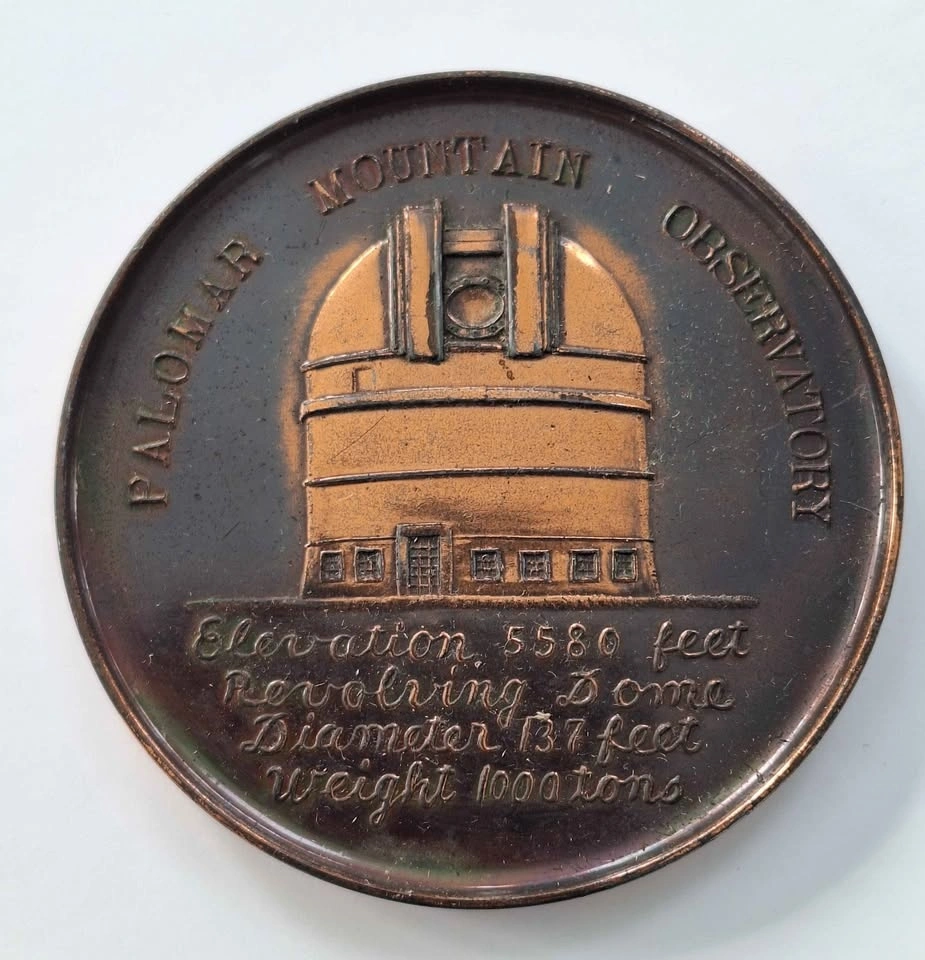 PALOMAR MOUNTAIN OBSERVATORY
Elevation 5580 feet
Revolving Dome
Diameter 137 feet
Weight 1000 tons